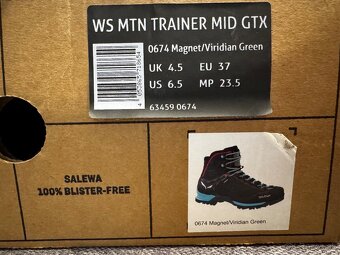 WS MTN TRAINER MID GTX
0674 Magnet/Viridian Green
UK 4.5 EU 37
US 6.5 MP 23.5
63459 0674
SALEWA
100% BLISTER-FREE
0674 Magnet/Viridian Green